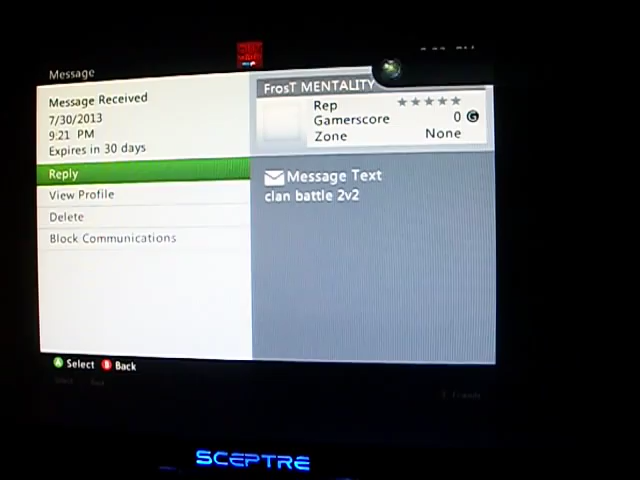 Message
Message Received
7/30/2013
9:21 PM
Expires in 30 days
Reply
View Profile
Delete
Block Communications
FrosT MENTALITY
Rep
Gamerscore 0 G
Zone None
Message Text
clan battle 2v2
A Select B Back
SCEPTRE